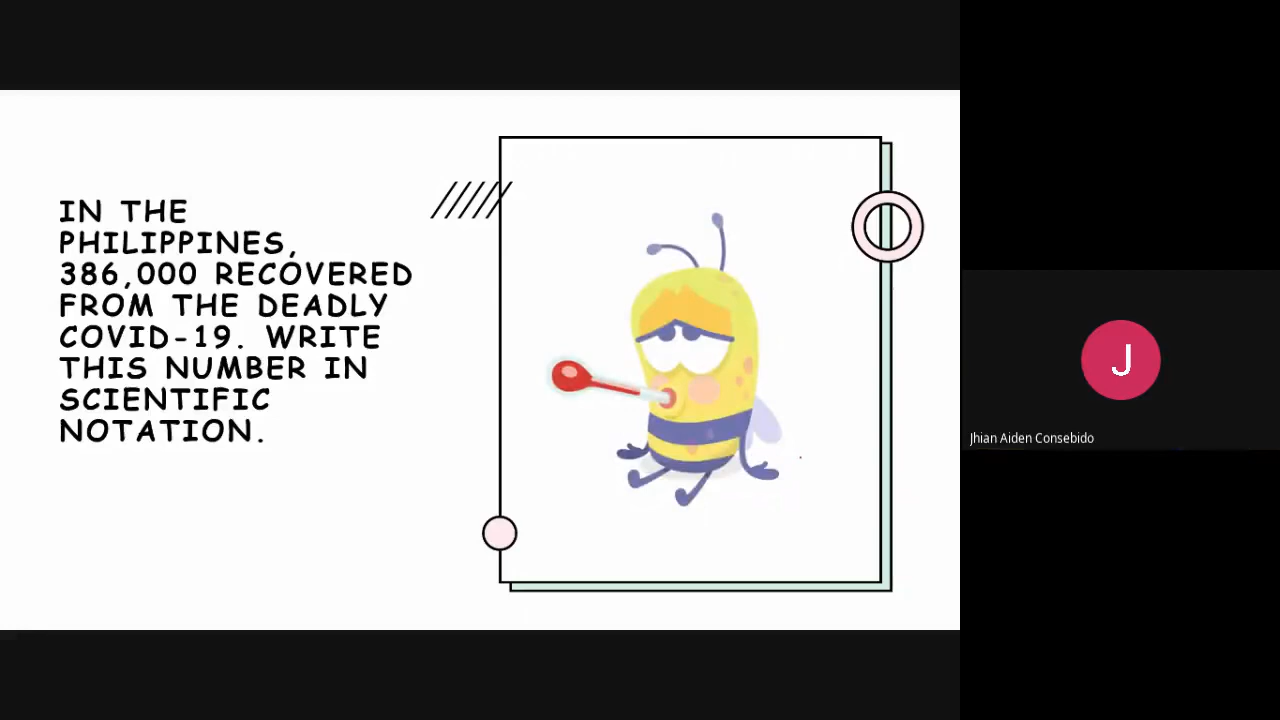 IN THE
PHILIPPINES,
386,000 RECOVERED
FROM THE DEADLY
COVID-19. WRITE
THIS NUMBER IN
SCIENTIFIC
NOTATION.
J
Jhian Aiden Consebido